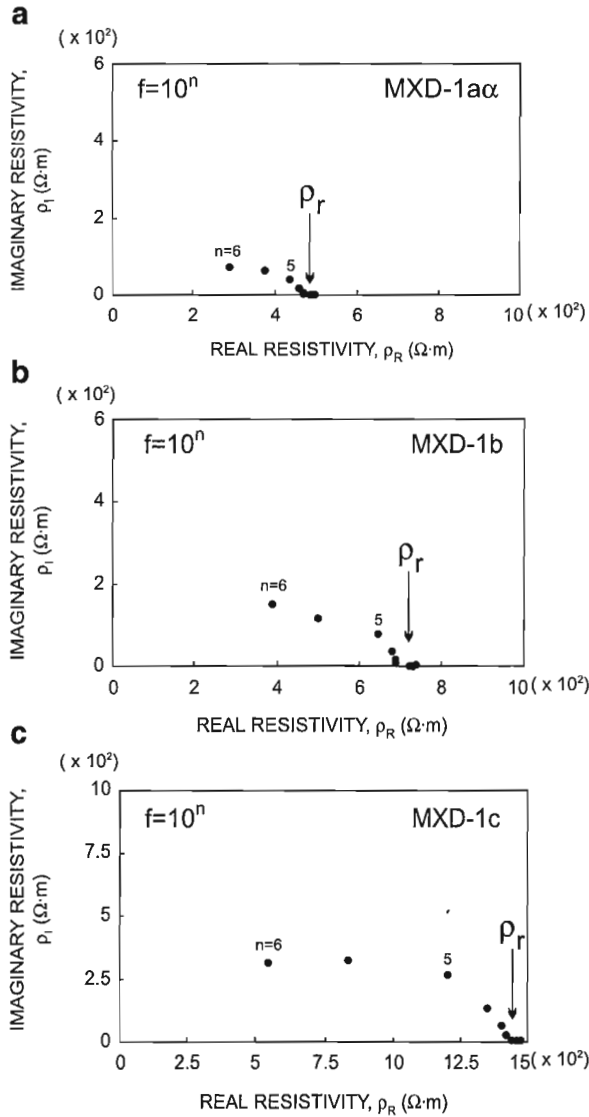 a
( x 10²)
6
f=10ⁿ
MXD-1aα
4
ρr
2
n=6
5
0
0 2 4 6 8 10 ( x 10²)
IMAGINARY RESISTIVITY,
ρI (Ω·m)
REAL RESISTIVITY, ρR (Ω·m)
b
( x 10²)
6
f=10ⁿ
MXD-1b
4
ρr
2
n=6
5
0
0 2 4 6 8 10 ( x 10²)
IMAGINARY RESISTIVITY,
ρI (Ω·m)
REAL RESISTIVITY, ρR (Ω·m)
c
( x 10²)
10
f=10ⁿ
MXD-1c
7.5
5
ρr
n=6
5
2.5
0
0 2.5 5 7.5 10 12.5 15 ( x 10²)
IMAGINARY RESISTIVITY,
ρI (Ω·m)
REAL RESISTIVITY, ρR (Ω·m)